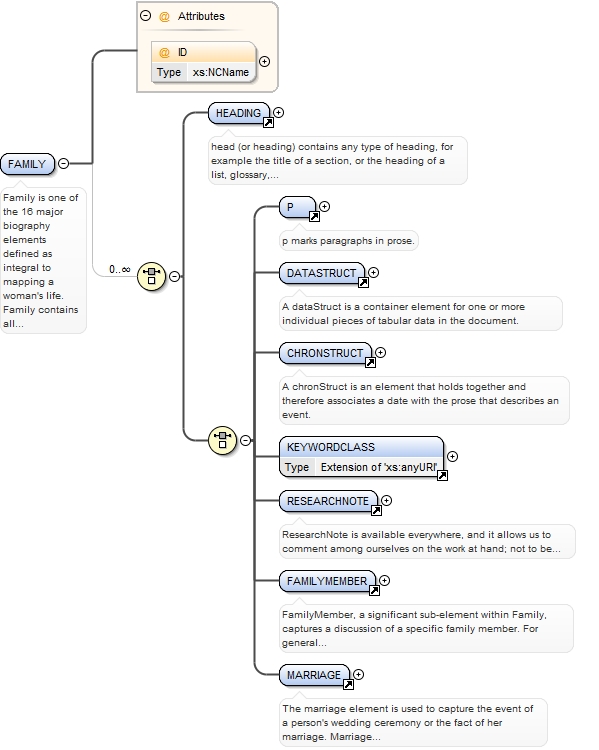 @ Attributes
@ ID
Type xs:NCName
HEADING
head (or heading) contains any type of heading, for
example the title of a section, or the heading of a
list, glossary,...
FAMILY
Family is one of
the 16 major
biography
elements
defined as
integral to
mapping a
woman's life.
Family contains
all...
0..∞
P
p marks paragraphs in prose.
DATASTRUCT
A dataStruct is a container element for one or more
individual pieces of tabular data in the document.
CHRONSTRUCT
A chronStruct is an element that holds together and
therefore associates a date with the prose that describes an
event.
KEYWORDCLASS
Type Extension of 'xs:anyURI'
RESEARCHNOTE
ResearchNote is available everywhere, and it allows us to
comment among ourselves on the work at hand; not to be...
FAMILYMEMBER
FamilyMember, a significant sub-element within Family,
captures a discussion of a specific family member. For
general...
MARRIAGE
The marriage element is used to capture the event of
a person's wedding ceremony or the fact of her
marriage. Marriage...